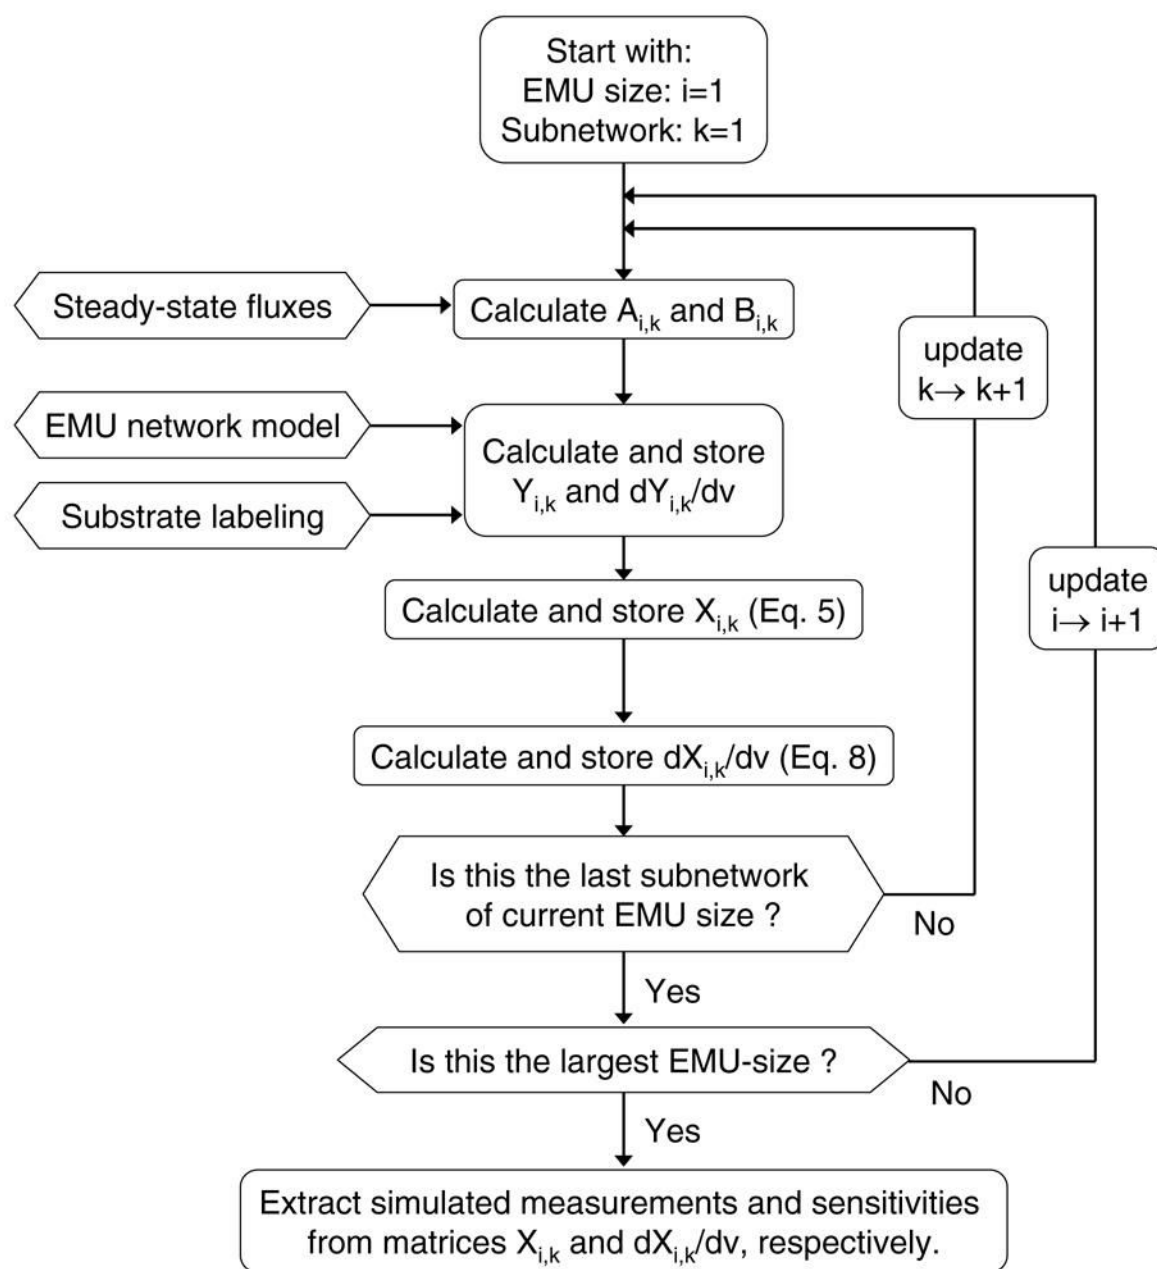 Start with:
EMU size: i=1
Subnetwork: k=1
Steady-state fluxes
Calculate A_{i,k} and B_{i,k}
update
k→ k+1
EMU network model
Calculate and store
Y_{i,k} and dY_{i,k}/dv
Substrate labeling
update
i→ i+1
Calculate and store X_{i,k} (Eq. 5)
Calculate and store dX_{i,k}/dv (Eq. 8)
Is this the last subnetwork
of current EMU size ?
No
Yes
Is this the largest EMU-size ?
No
Yes
Extract simulated measurements and sensitivities
from matrices X_{i,k} and dX_{i,k}/dv, respectively.